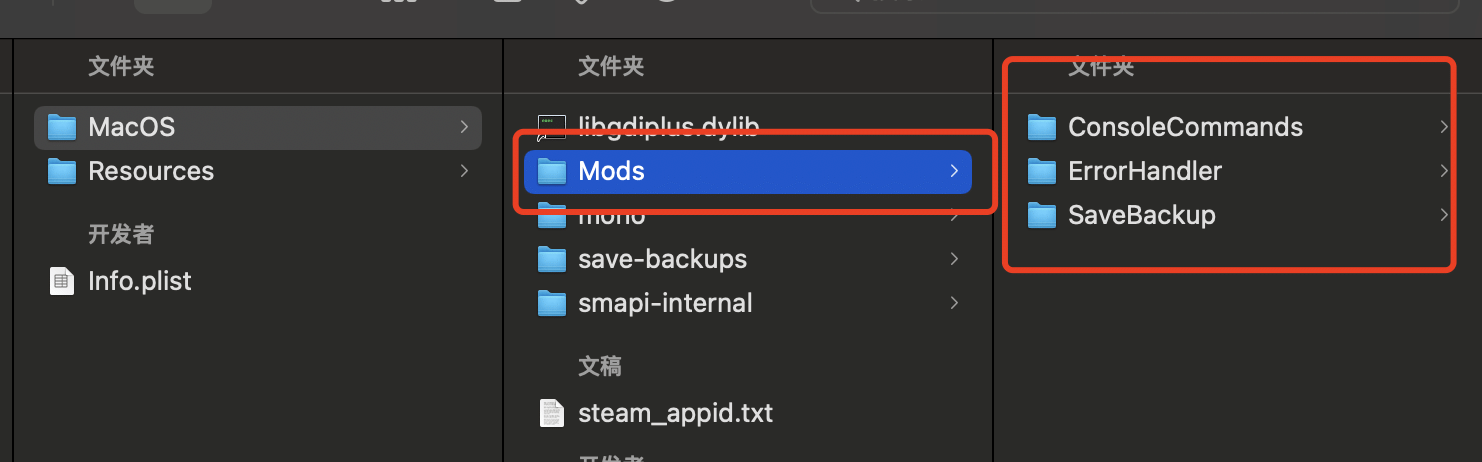 文件夹
MacOS
Resources
开发者
Info.plist
文件夹
libgdiplus.dylib
Mods
mono
save-backups
smapi-internal
文稿
steam_appid.txt
开发者
文件夹
ConsoleCommands
ErrorHandler
SaveBackup